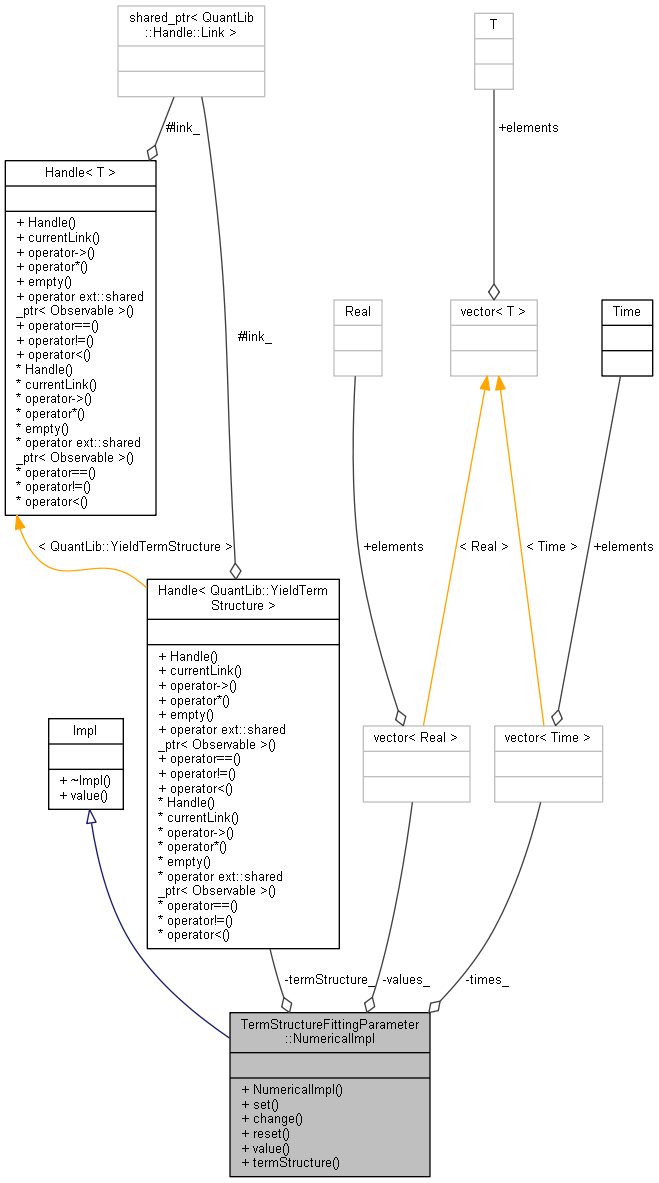 shared_ptr< QuantLib
::Handle::Link >
T
#link_
+elements
Handle< T >
+ Handle()
+ currentLink()
+ operator->()
+ operator*()
+ empty()
+ operator ext::shared
_ptr< Observable >()
+ operator==()
+ operator!=()
+ operator<()
* Handle()
* currentLink()
* operator->()
* operator*()
* empty()
* operator ext::shared
_ptr< Observable >()
* operator==()
* operator!=()
* operator<()
#link_
Real
vector< T >
Time
< QuantLib::YieldTermStructure >
+elements
< Real >
< Time >
+elements
Handle< QuantLib::YieldTerm
Structure >
+ Handle()
+ currentLink()
+ operator->()
+ operator*()
+ empty()
+ operator ext::shared
_ptr< Observable >()
+ operator==()
+ operator!=()
+ operator<()
* Handle()
* currentLink()
* operator->()
* operator*()
* empty()
* operator ext::shared
_ptr< Observable >()
* operator==()
* operator!=()
* operator<()
Impl
+ ~Impl()
+ value()
vector< Real >
vector< Time >
-termStructure_
-values_
-times_
TermStructureFittingParameter
::NumericalImpl
+ NumericalImpl()
+ set()
+ change()
+ reset()
+ value()
+ termStructure()